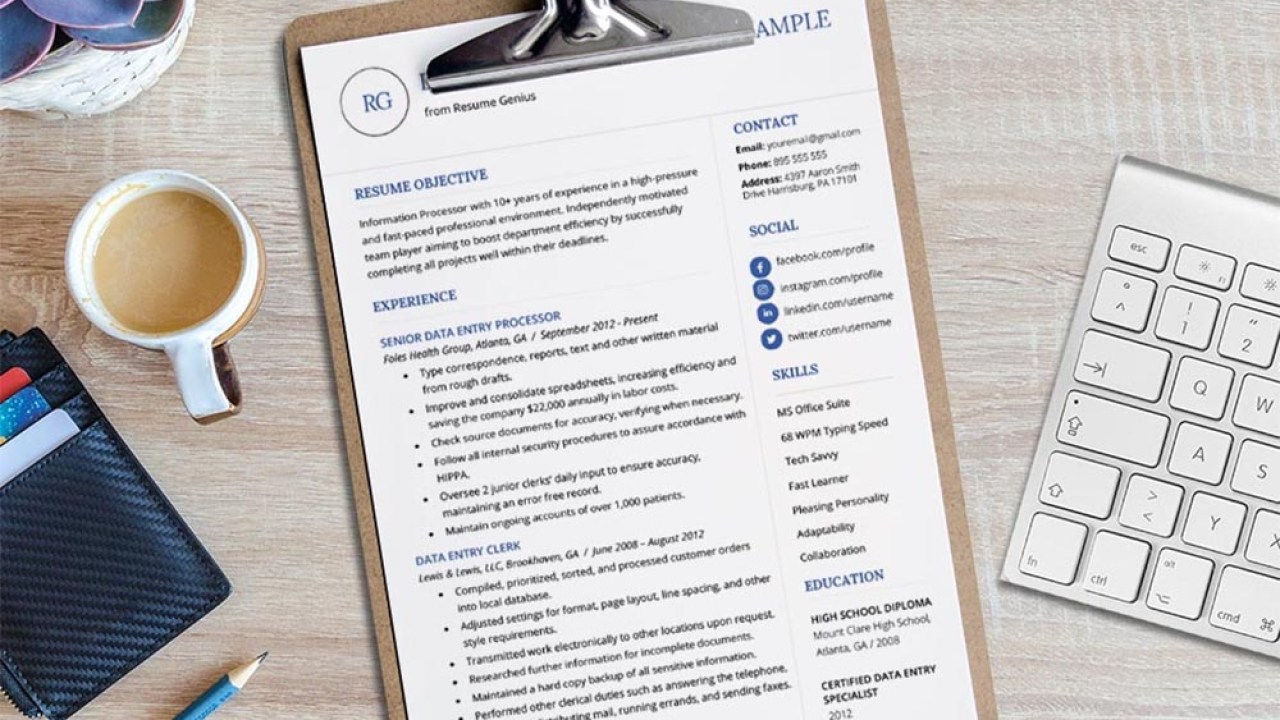 AMPLE
RG
from Resume Genius
RESUME OBJECTIVE
Information Processor with 10+ years of experience in a high-pressure
and fast-paced professional environment. Independently motivated
team player aiming to boost department efficiency by successfully
completing all projects well within their deadlines.
EXPERIENCE
SENIOR DATA ENTRY PROCESSOR
Foles Health Group, Atlanta, GA / September 2012 - Present
• Type correspondence, reports, text and other written material
from rough drafts.
• Improve and consolidate spreadsheets, increasing efficiency and
saving the company $22,000 annually in labor costs.
• Check source documents for accuracy, verifying when necessary.
• Follow all internal security procedures to assure accordance with
HIPPA.
• Oversee 2 junior clerks' daily input to ensure accuracy,
maintaining an error free record.
• Maintain ongoing accounts of over 1,000 patients.
DATA ENTRY CLERK
Lewis & Lewis, LLC, Brookhaven, GA / June 2008 – August 2012
• Compiled, prioritized, sorted, and processed customer orders
into local database.
• Adjusted settings for format, page layout, line spacing, and other
style requirements.
• Transmitted work electronically to other locations upon request.
• Researched further information for incomplete documents.
• Maintained a hard copy backup of all sensitive information.
• Performed other clerical duties such as answering the telephone,
mail, running errands, and sending faxes.
CONTACT
Email: youremail@gmail.com
Phone: 895 555 555
Address: 4397 Aaron Smith
Drive Harrisburg, PA 17101
SOCIAL
facebook.com/profile
instagram.com/profile
linkedin.com/username
twitter.com/username
SKILLS
MS Office Suite
68 WPM Typing Speed
Tech Savvy
Fast Learner
Pleasing Personality
Adaptability
Collaboration
EDUCATION
HIGH SCHOOL DIPLOMA
Mount Clare High School,
Atlanta, GA / 2008
CERTIFIED DATA ENTRY
SPECIALIST
2012
esc
F1
^
! 1
" 2
Q W
A S
> <
Y X
fn ctrl alt cmd